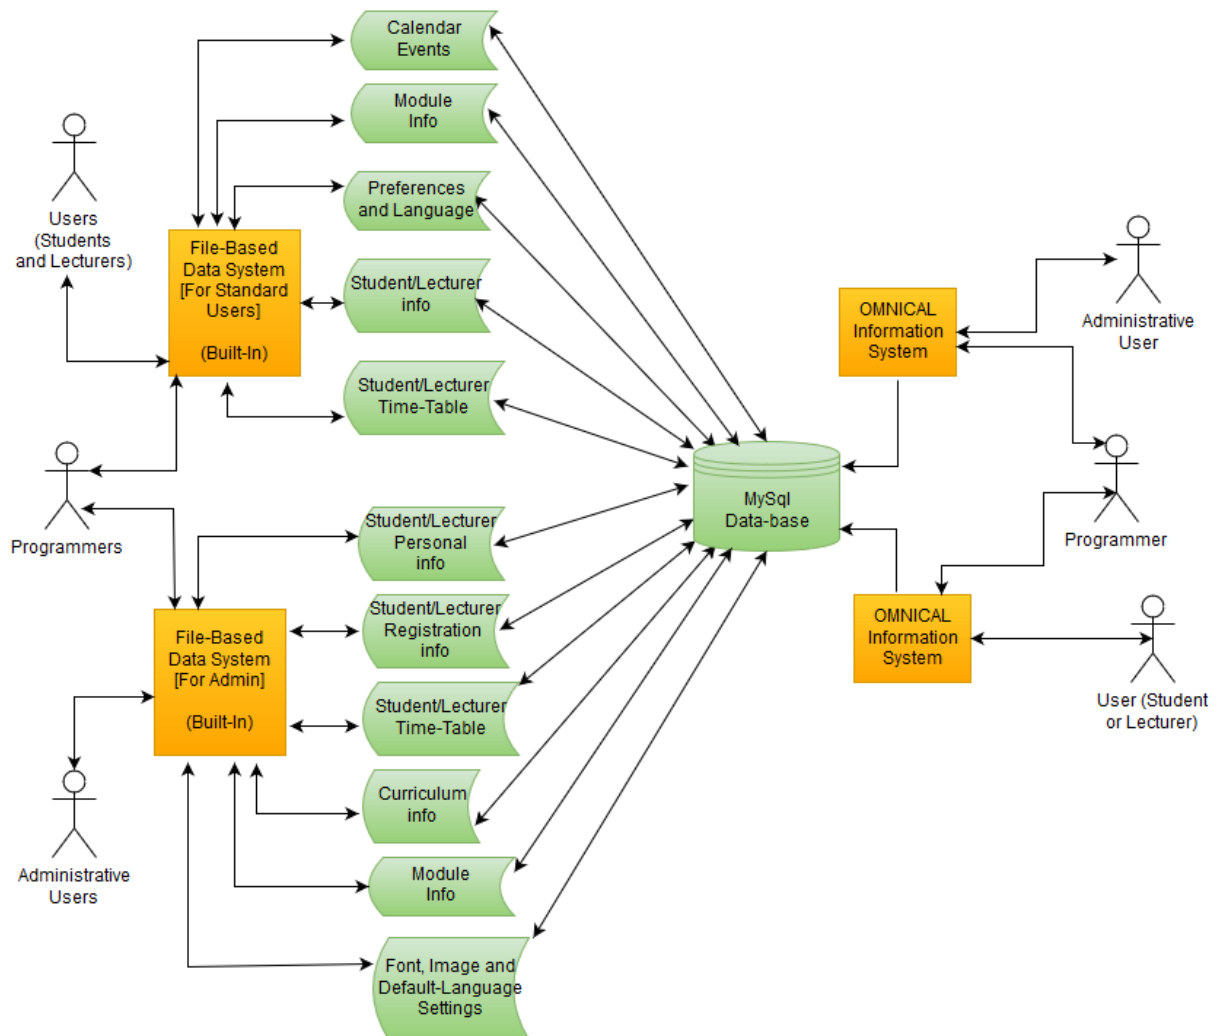 Calendar
Events
Module
Info
Users
(Students
and Lecturers)
Preferences
and Language
File-Based
Data System
[For Standard
Users]
(Built-In)
Student/Lecturer
info
Student/Lecturer
Time-Table
Programmers
Student/Lecturer
Personal
info
Student/Lecturer
Registration
info
File-Based
Data System
[For Admin]
(Built-In)
Student/Lecturer
Time-Table
Curriculum
info
Administrative
Users
Module
Info
Font, Image and
Default-Language
Settings
MySql
Data-base
OMNICAL
Information
System
Administrative
User
Programmer
OMNICAL
Information
System
User (Student
or Lecturer)